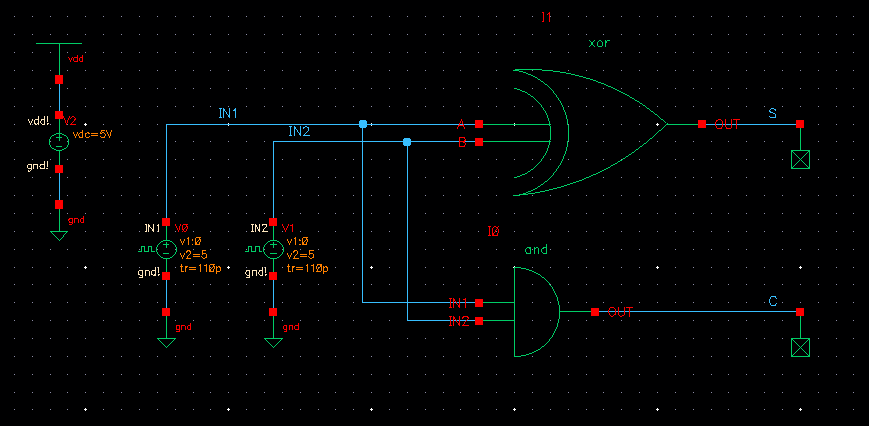 I1
xor
vdd
IN1
S
vdd!
V2
A
OUT
vdc=5V
IN2
B
gnd!
gnd
IN1
V0
IN2
V1
I0
v1:0
v1:0
and
v2=5
v2=5
gnd!
tr=110p
gnd!
tr=110p
IN1
C
OUT
IN2
gnd
gnd